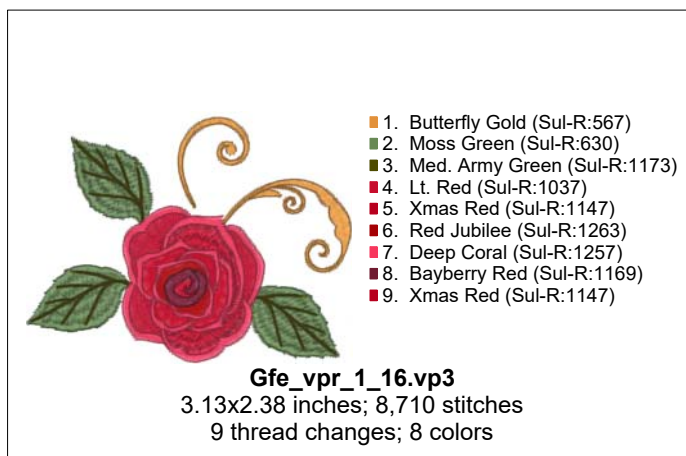 1. Butterfly Gold (Sul-R:567)
2. Moss Green (Sul-R:630)
3. Med. Army Green (Sul-R:1173)
4. Lt. Red (Sul-R:1037)
5. Xmas Red (Sul-R:1147)
6. Red Jubilee (Sul-R:1263)
7. Deep Coral (Sul-R:1257)
8. Bayberry Red (Sul-R:1169)
9. Xmas Red (Sul-R:1147)
Gfe_vpr_1_16.vp3
3.13x2.38 inches; 8,710 stitches
9 thread changes; 8 colors